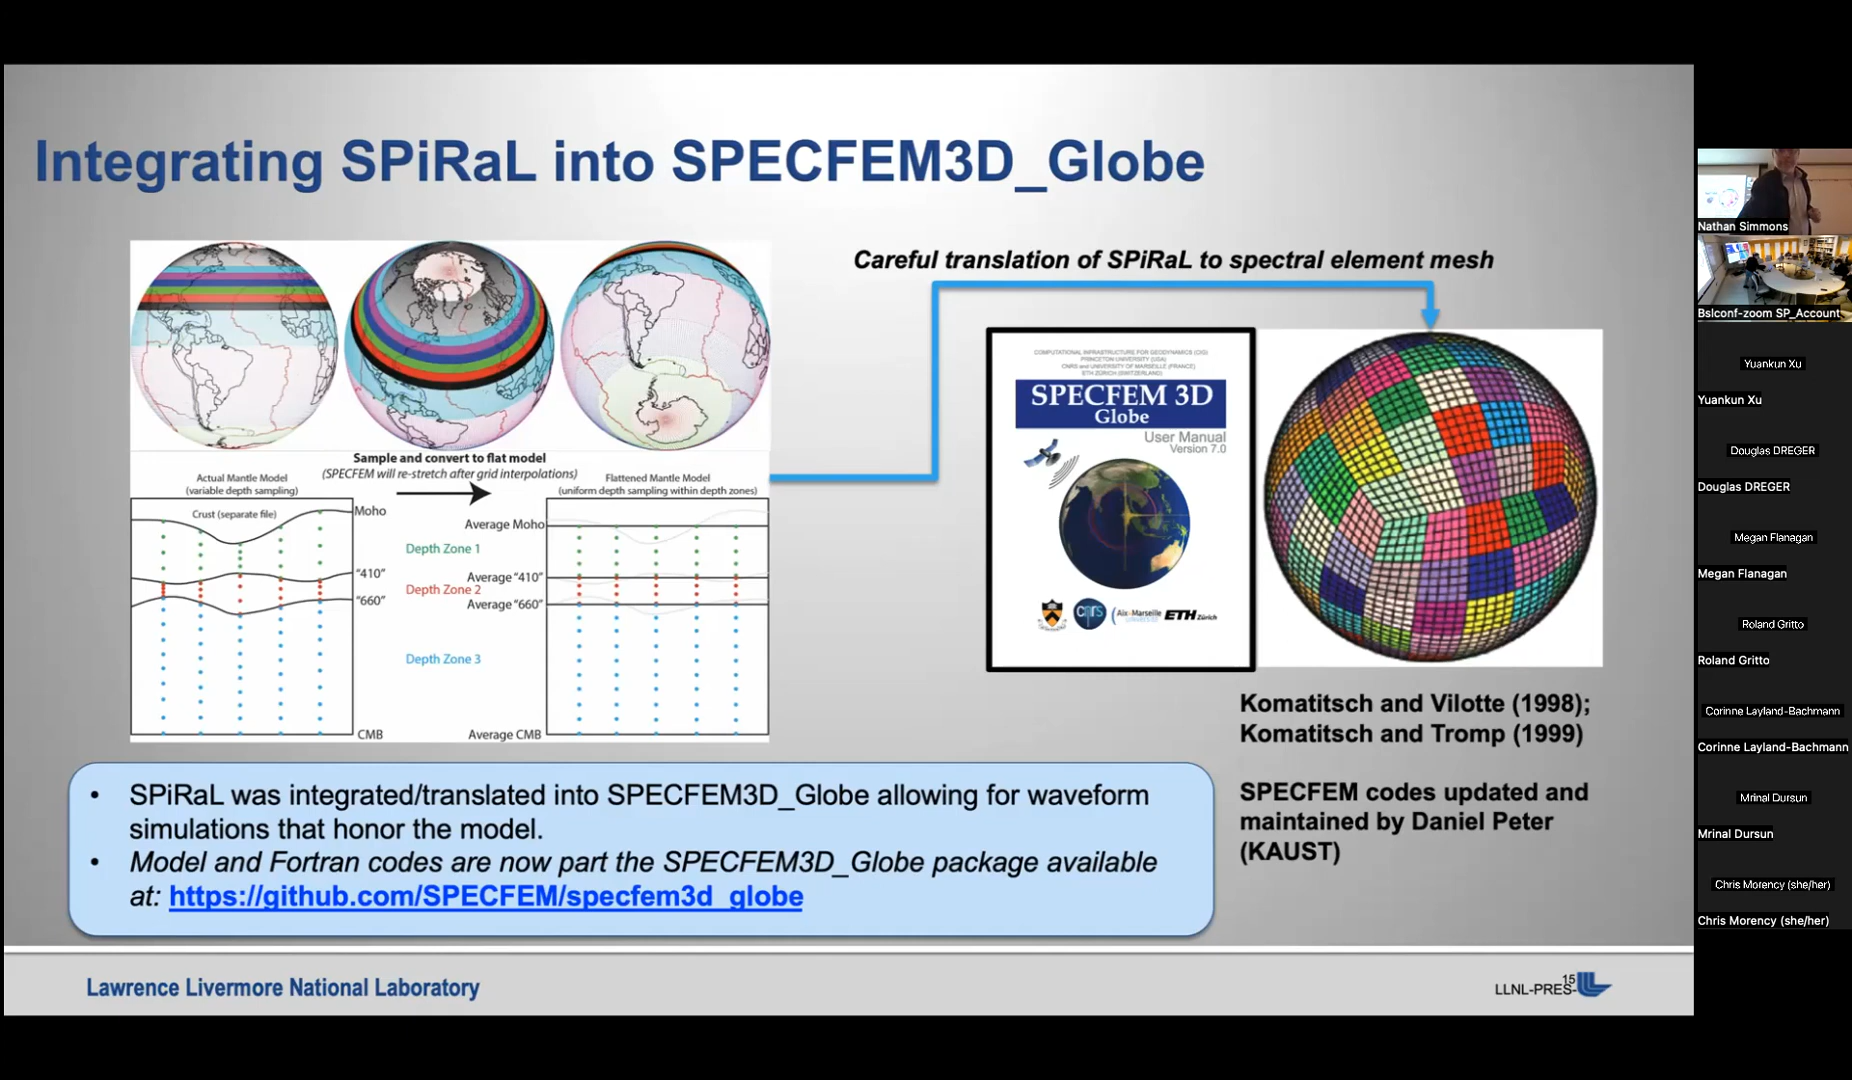 Integrating SPiRaL into SPECFEM3D_Globe
Sample and convert to flat model
(SPECFEM will re-stretch after grid interpolations)
Actual Mantle Model
(variable depth sampling)
Flattened Mantle Model
(uniform depth sampling within depth zones)
Crust (separate file)
Moho
Average Moho
Depth Zone 1
"410"
Average "410"
Depth Zone 2
"660"
Average "660"
Depth Zone 3
CMB
Average CMB
Careful translation of SPiRaL to spectral element mesh
COMPUTATIONAL INFRASTRUCTURE FOR GEODYNAMICS (CIG)
PRINCETON UNIVERSITY (USA)
CNRS and UNIVERSITY OF MARSEILLE (FRANCE)
ETH ZÜRICH (SWITZERLAND)
SPECFEM 3D
Globe
User Manual
Version 7.0
cnrs
Aix-Marseille
ETH Zürich
Komatitsch and Vilotte (1998);
Komatitsch and Tromp (1999)
SPECFEM codes updated and
maintained by Daniel Peter
(KAUST)
• SPiRaL was integrated/translated into SPECFEM3D_Globe allowing for waveform
simulations that honor the model.
• Model and Fortran codes are now part the SPECFEM3D_Globe package available
at: https://github.com/SPECFEM/specfem3d_globe
Lawrence Livermore National Laboratory
15
LLNL-PRES-
Nathan Simmons
Bslconf-zoom SP_Account
Yuankun Xu
Yuankun Xu
Douglas DREGER
Douglas DREGER
Megan Flanagan
Megan Flanagan
Roland Gritto
Roland Gritto
Corinne Layland-Bachmann
Corinne Layland-Bachmann
Mrinal Dursun
Mrinal Dursun
Chris Morency (she/her)
Chris Morency (she/her)